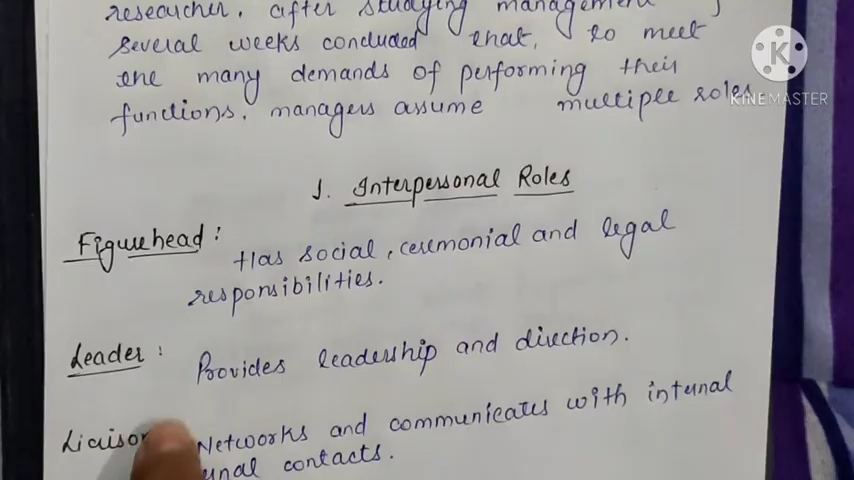 researcher, after studying management
several weeks concluded that, to meet
the many demands of performing their
functions, managers assume multiple roles
KINEMASTER
1. Interpersonal Roles
Figurehead:
Has social, ceremonial and legal
responsibilities.
Leader: Provides leadership and direction.
Liaison Networks and communicates with internal
contacts.